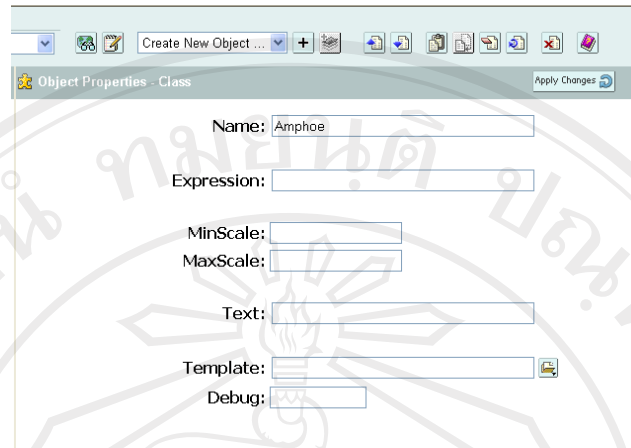 Create New Object ...
Object Properties - Class
Apply Changes
Name: Amphoe
Expression:
MinScale:
MaxScale:
Text:
Template:
Debug: